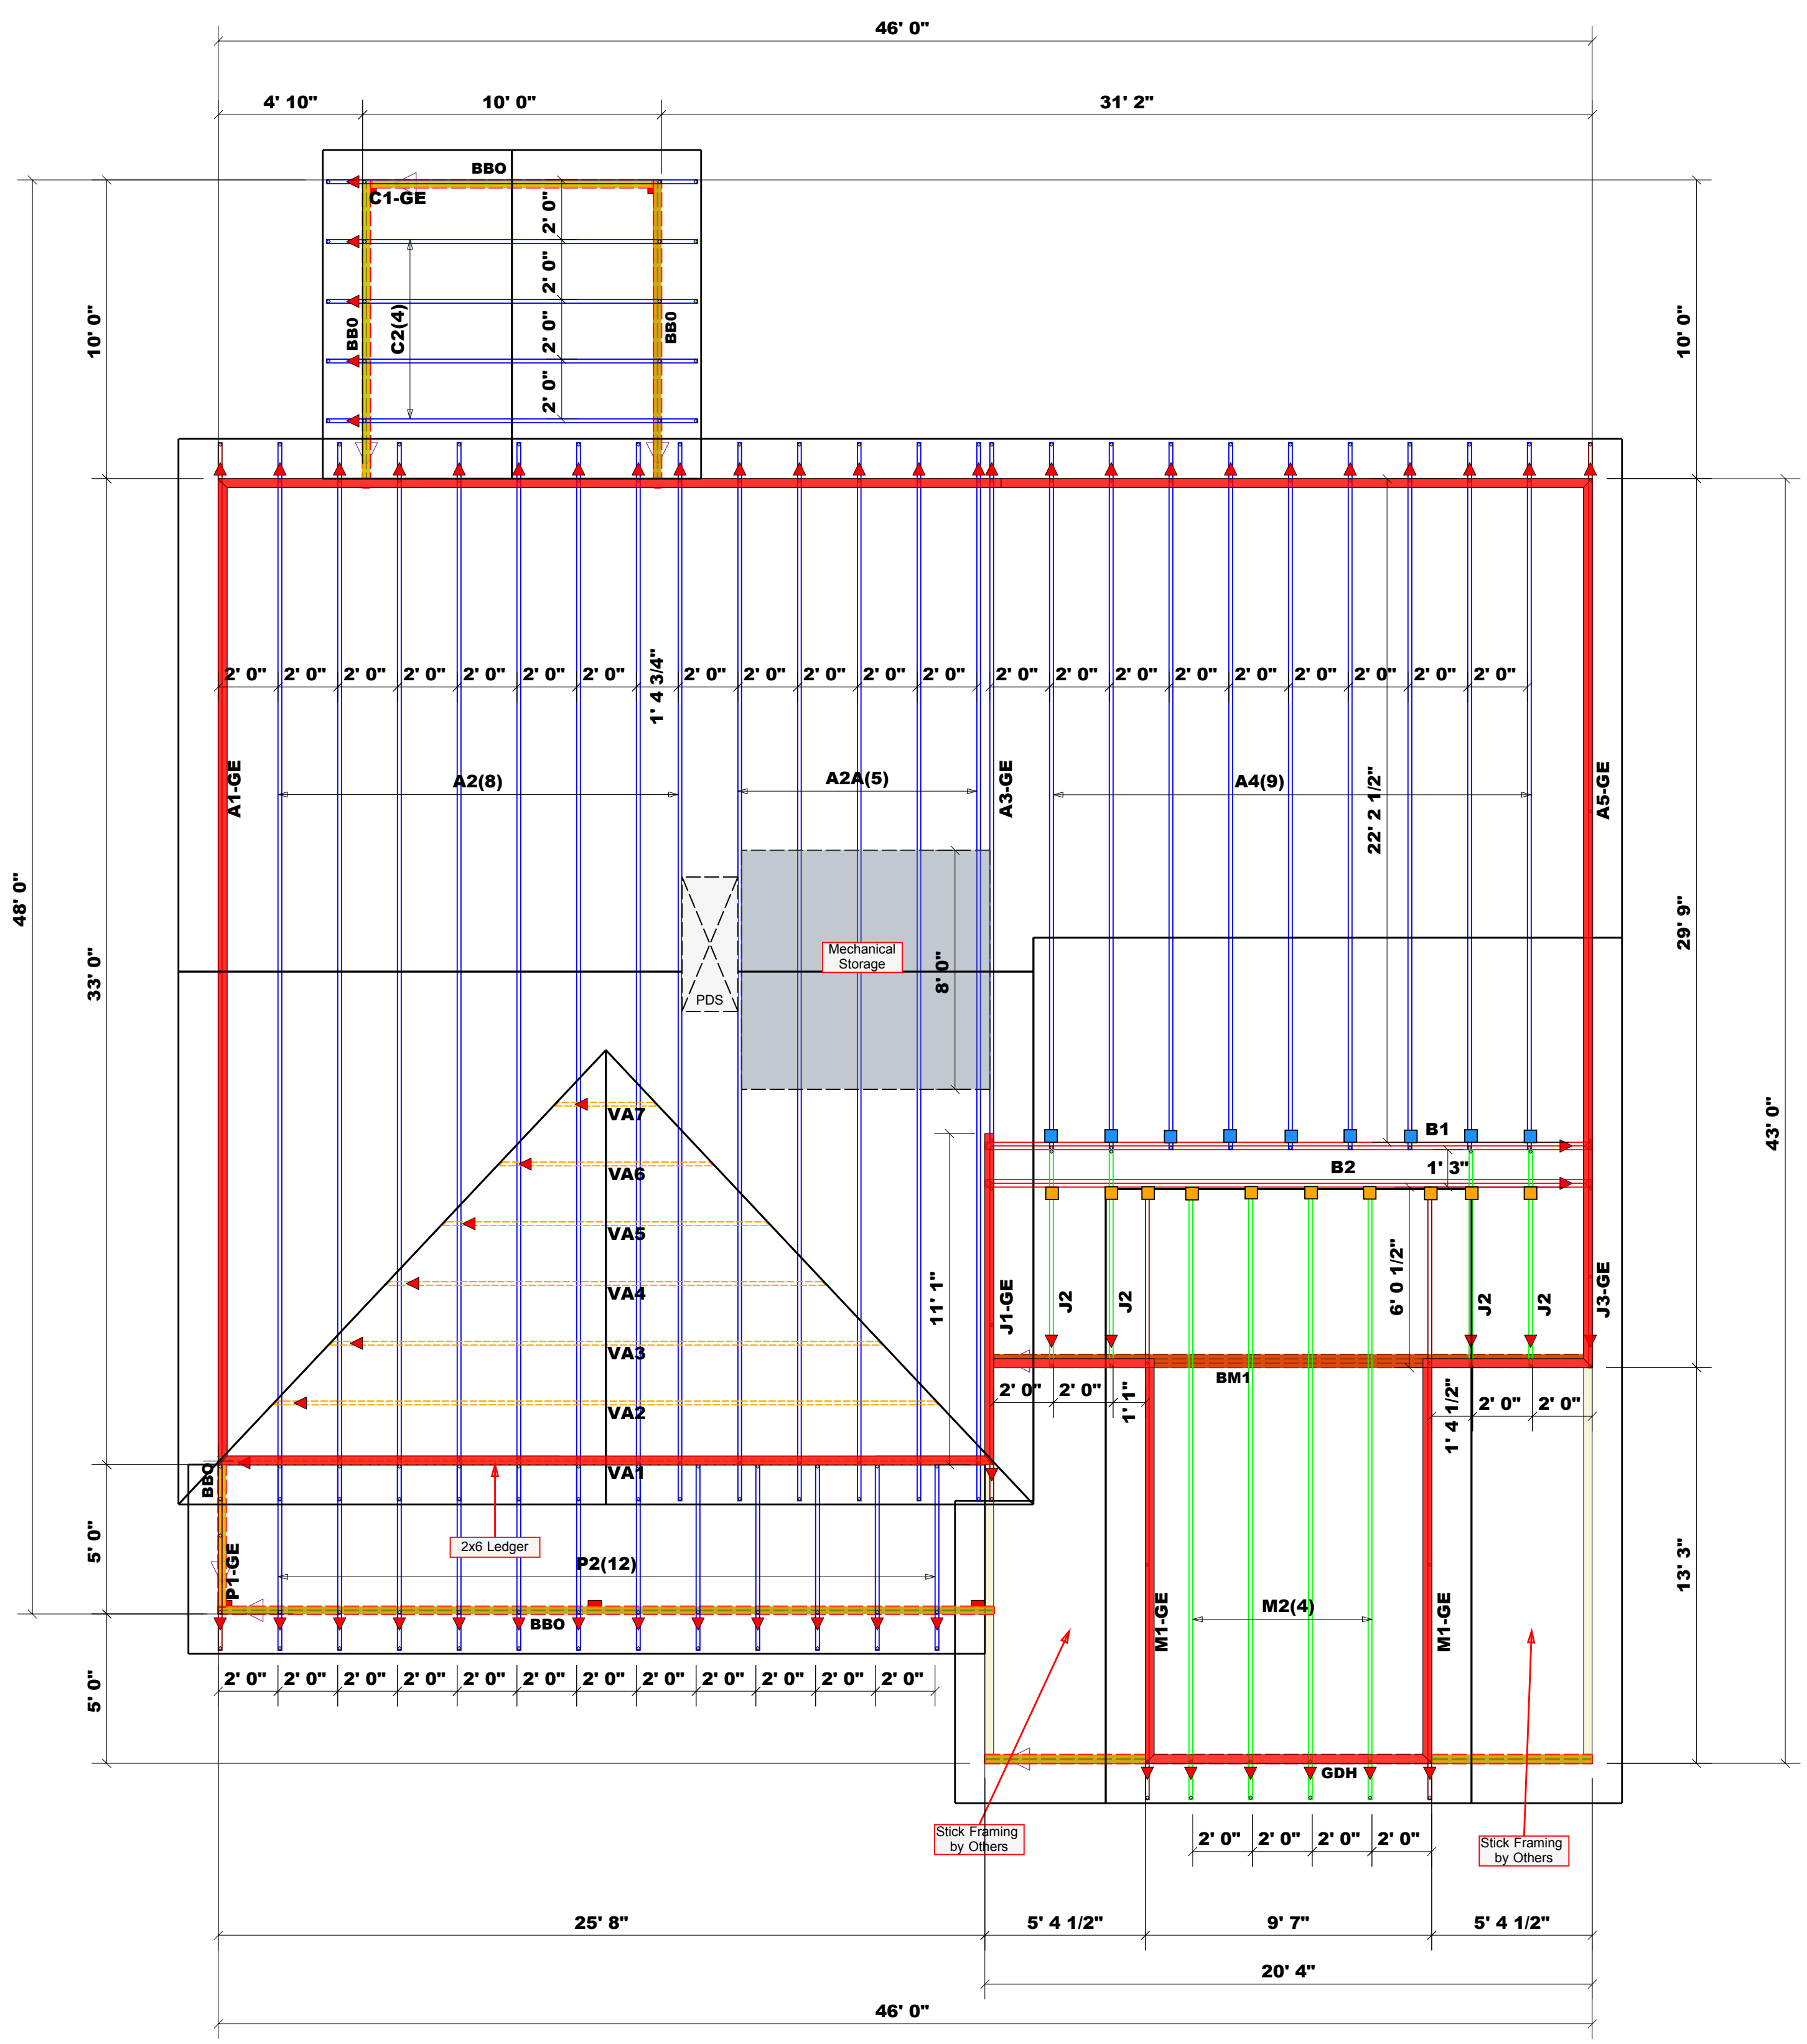 46' 0"
4' 10"
10' 0"
31' 2"
BBO
C1-GE
2' 0"
2' 0"
2' 0"
2' 0"
C2(4)
BBO
BBO
10' 0"
10' 0"
48' 0"
33' 0"
29' 9"
43' 0"
2' 0"
2' 0"
2' 0"
2' 0"
2' 0"
2' 0"
2' 0"
1' 4 3/4"
2' 0"
2' 0"
2' 0"
2' 0"
2' 0"
2' 0"
2' 0"
2' 0"
2' 0"
2' 0"
2' 0"
2' 0"
2' 0"
2' 0"
A1-GE
A2(8)
A2A(5)
A3-GE
A4(9)
22' 2 1/2"
A5-GE
Mechanical
Storage
8' 0"
PDS
VA7
VA6
VA5
VA4
VA3
VA2
VA1
B1
B2
1' 3"
11' 1"
J1-GE
J2
J2
6' 0 1/2"
J2
J2
J3-GE
BM1
2' 0"
2' 0"
1' 1"
1' 4 1/2"
2' 0"
2' 0"
BBO
5' 0"
P1-GE
2x6 Ledger
P2(12)
BBO
M1-GE
M2(4)
M1-GE
13' 3"
5' 0"
2' 0"
2' 0"
2' 0"
2' 0"
2' 0"
2' 0"
2' 0"
2' 0"
2' 0"
2' 0"
2' 0"
2' 0"
GDH
Stick Framing
by Others
2' 0"
2' 0"
2' 0"
2' 0"
Stick Framing
by Others
25' 8"
5' 4 1/2"
9' 7"
5' 4 1/2"
20' 4"
46' 0"